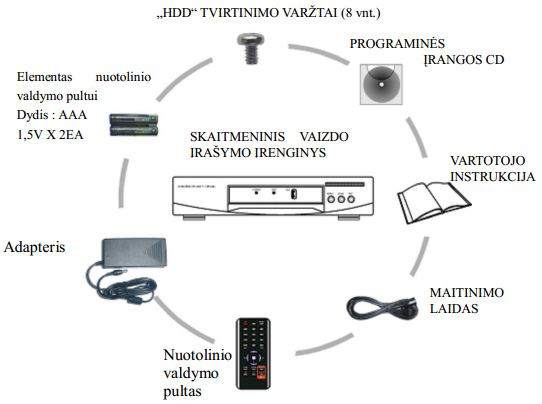 „HDD“ TVIRTINIMO VARŽTAI (8 vnt.)
PROGRAMINĖS
ĮRANGOS CD
Elementas nuotolinio
valdymo pultui
Dydis : AAA
1,5V X 2EA
SKAITMENINIS VAIZDO
IRAŠYMO IRENGINYS
VARTOTOJO
INSTRUKCIJA
Adapteris
MAITINIMO
LAIDAS
Nuotolinio
valdymo
pultas